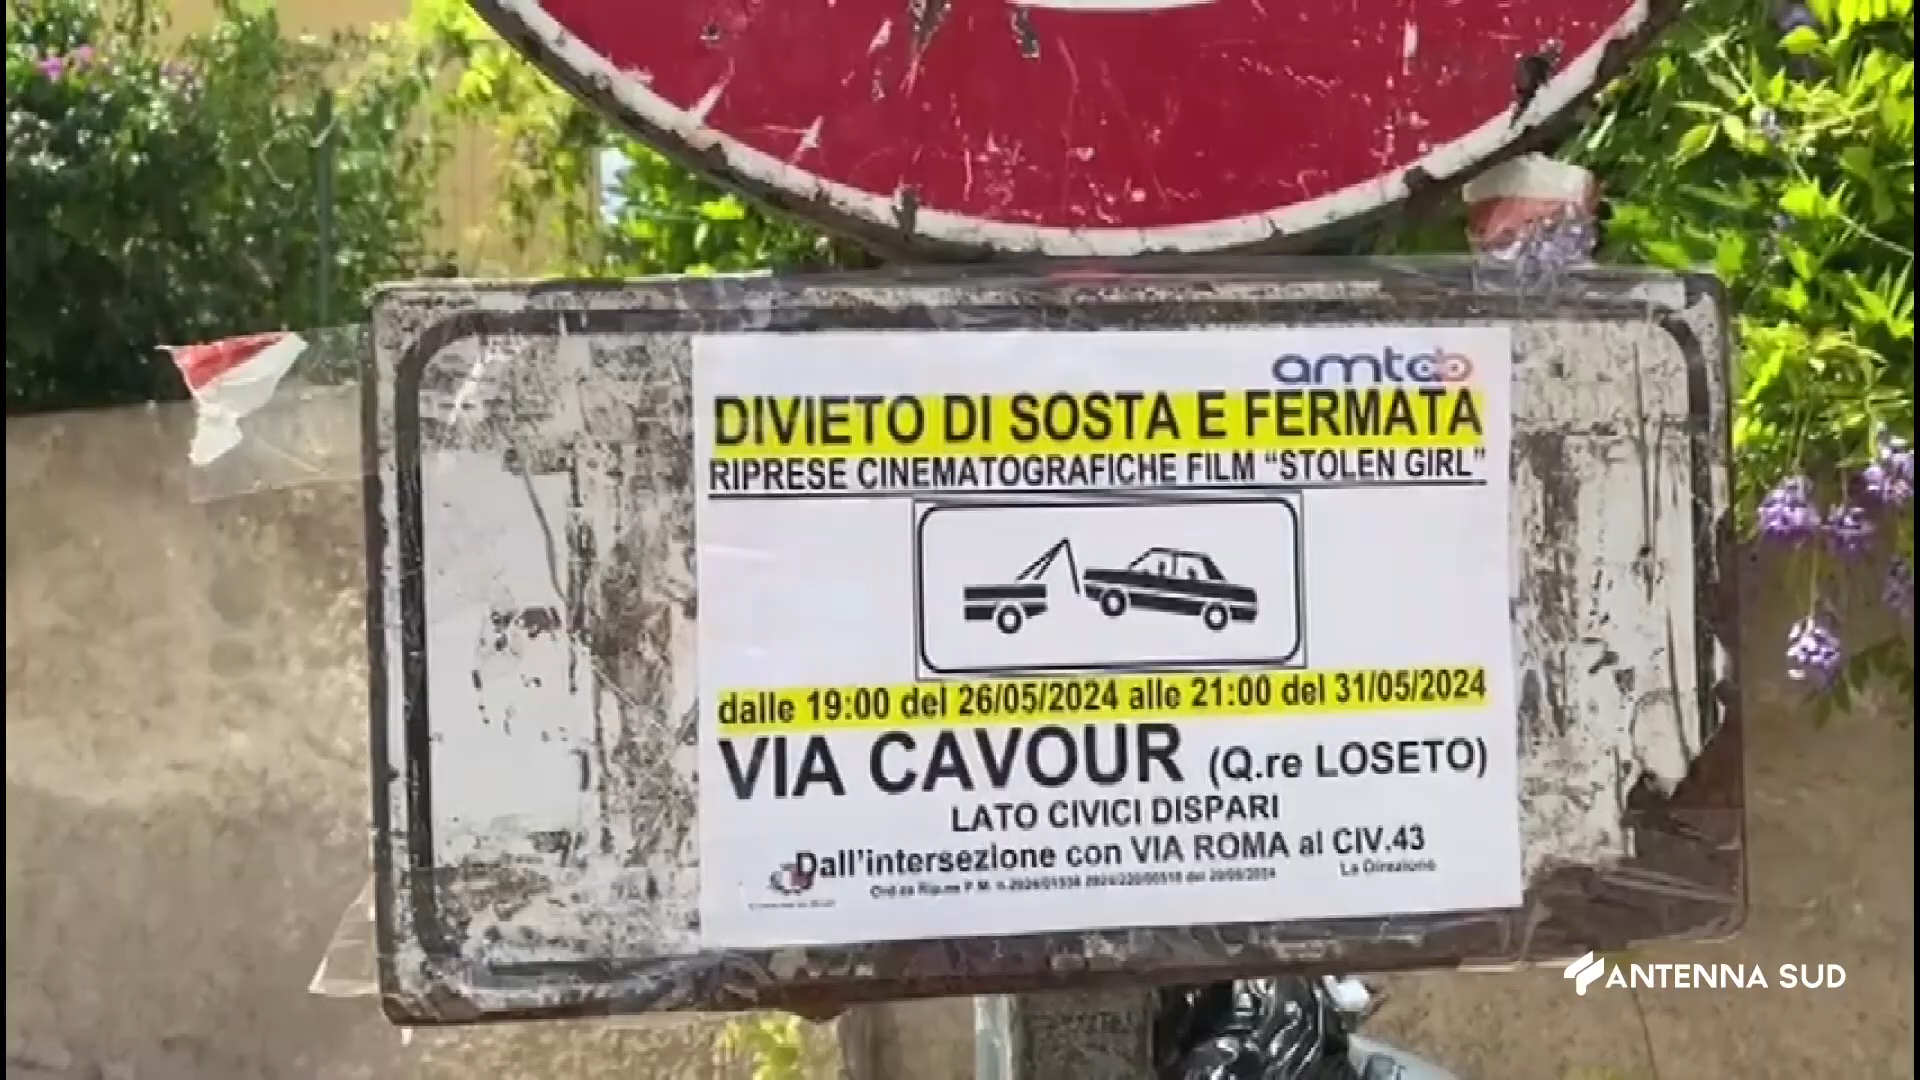 amtab
DIVIETO DI SOSTA E FERMATA
RIPRESE CINEMATOGRAFICHE FILM “STOLEN GIRL”
dalle 19:00 del 26/05/2024 alle 21:00 del 31/05/2024
VIA CAVOUR (Q.re LOSETO)
LATO CIVICI DISPARI
Dall'intersezione con VIA ROMA al CIV.43
La Direzione
ANTENNA SUD